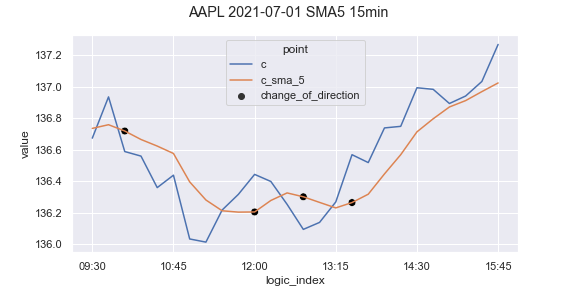 AAPL 2021-07-01 SMA5 15min
point
c
c_sma_5
change_of_direction
value
137.2
137.0
136.8
136.6
136.4
136.2
136.0
09:30 10:45 12:00 13:15 14:30 15:45
logic_index